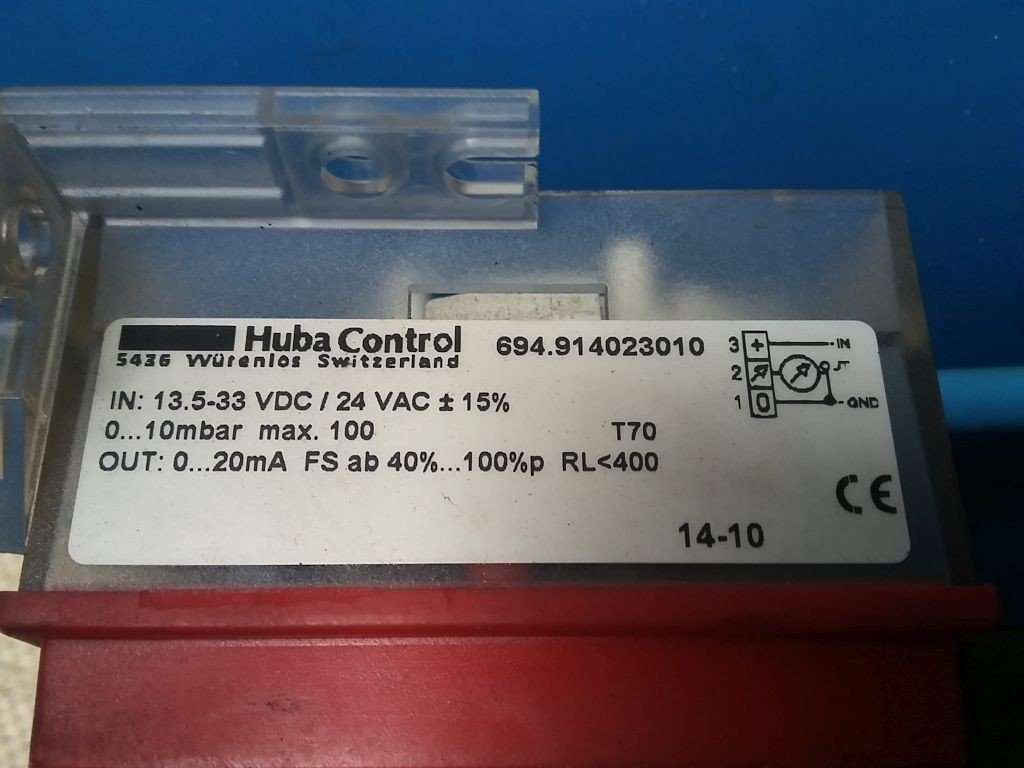 Huba Control
5436 Würenlos Switzerland
694.914023010
3 + IN
2
1 0 GND
IN: 13.5-33 VDC / 24 VAC ± 15%
0...10mbar max. 100 T70
OUT: 0...20mA FS ab 40%...100%p RL<400
CE
14-10